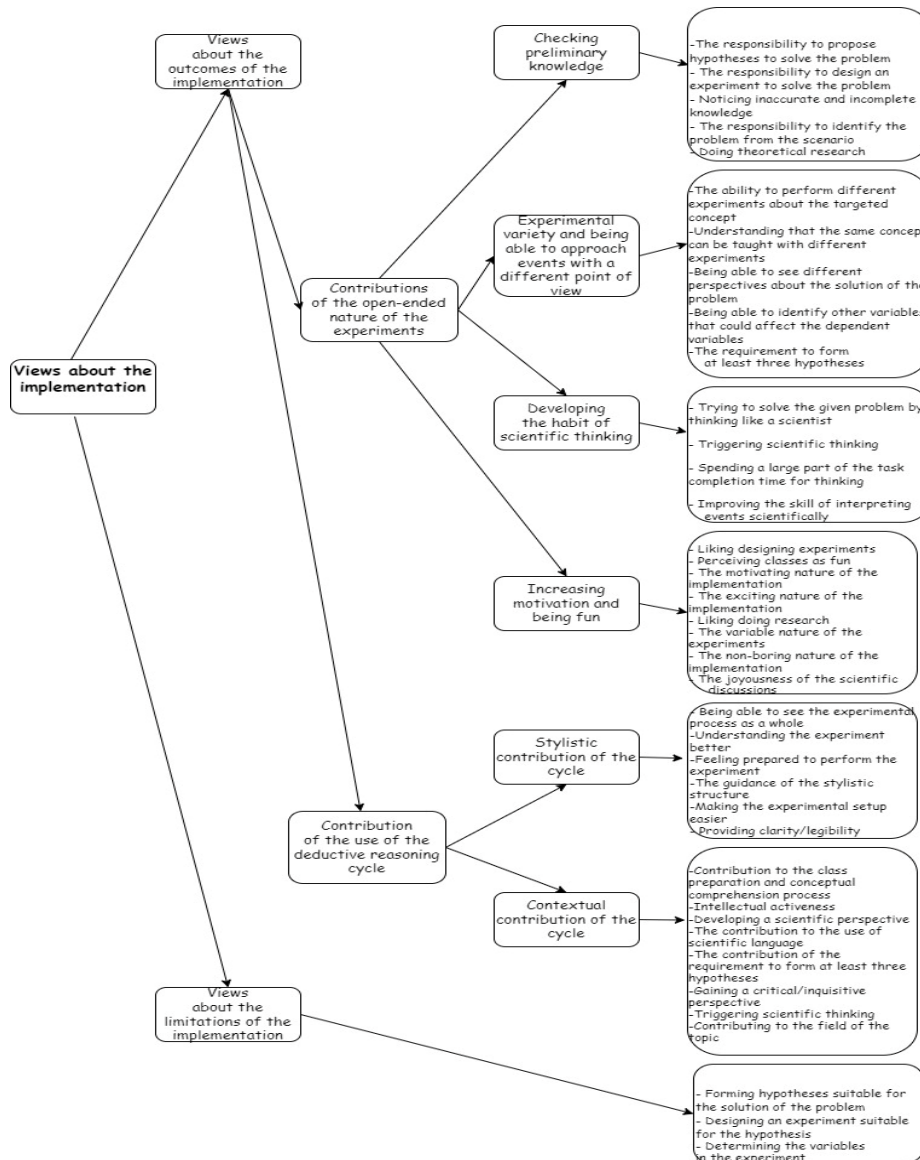 Views
about the
outcomes of the
implementation
Checking
preliminary
knowledge
-The responsibility to propose
hypotheses to solve the problem
- The responsibility to design an
experiment to solve the problem
- Noticing inaccurate and incomplete
knowledge
- The responsibility to identify the
problem from the scenario
- Doing theoretical research
Experimental
variety and being
able to approach
events with a
different point of
view
-The ability to perform different
experiments about the targeted
concept
-Understanding that the same concep
can be taught with different
experiments
-Being able to see different
perspectives about the solution of the
problem
-Being able to identify other variable
that could affect the dependent
variables
-The requirement to form
at least three hypotheses
Contributions
of the open-ended
nature of the
experiments
Views about the
implementation
Developing
the habit of
scientific thinking
- Trying to solve the given problem by
thinking like a scientist
- Triggering scientific thinking
- Spending a large part of the task
completion time for thinking
- Improving the skill of interpreting
events scientifically
Increasing
motivation and
being fun
- Liking designing experiments
- Perceiving classes as fun
- The motivating nature of the
implementation
- The exciting nature of the
implementation
- Liking doing research
- The variable nature of the
experiments
- The non-boring nature of the
implementation
- The joyousness of the scientific
discussions
Stylistic
contribution of the
cycle
- Being able to see the experimental
process as a whole
-Understanding the experiment
better
-Feeling prepared to perform the
experiment
-The guidance of the stylistic
structure
-Making the experimental setup
easier
- Providing clarity/legibility
Contribution
of the use of the
deductive reasoning
cycle
Contextual
contribution of the
cycle
-Contribution to the class
preparation and conceptual
comprehension process
-Intellectual activeness
-Developing a scientific perspective
-The contribution to the use of
scientific language
-The contribution of the
requirement to form at least three
hypotheses
-Gaining a critical/inquisitive
perspective
-Triggering scientific thinking
-Contributing to the field of the
topic
Views
about the
limitations of the
implementation
- Forming hypotheses suitable for
the solution of the problem
- Designing an experiment suitable
for the hypothesis
- Determining the variables
in the experiment